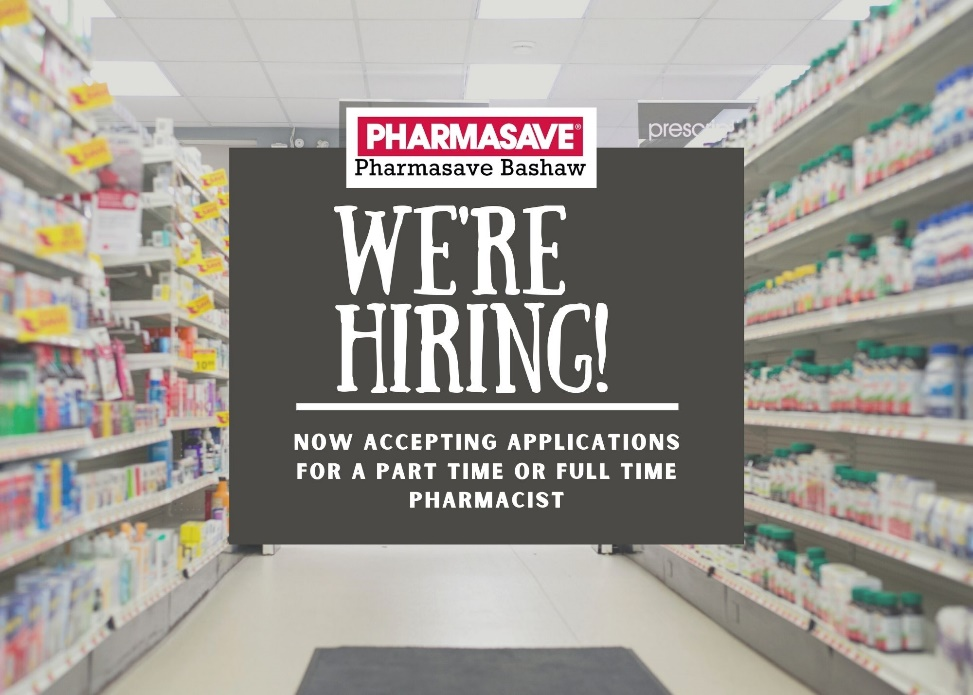 PHARMASAVE®
Pharmasave Bashaw
WE'RE
HIRING!
NOW ACCEPTING APPLICATIONS
FOR A PART TIME OR FULL TIME
PHARMACIST